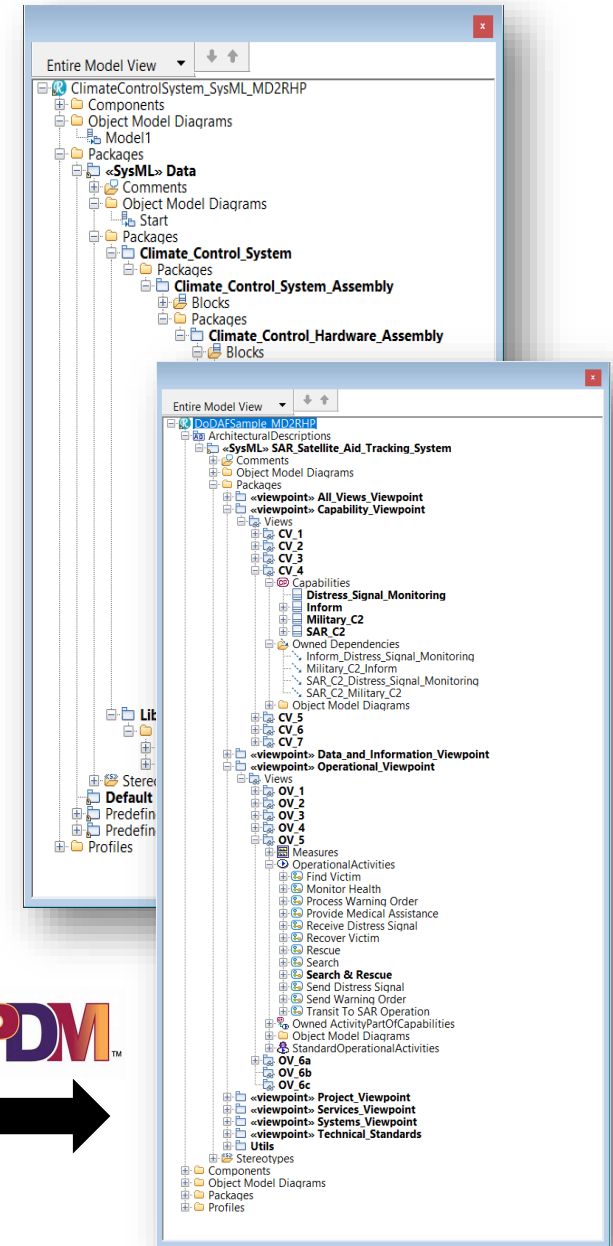 x
Entire Model View
ClimateControlSystem_SysML_MD2RHP
Components
Object Model Diagrams
Model1
Packages
«SysML» Data
Comments
Object Model Diagrams
Start
Packages
Climate_Control_System
Packages
Climate_Control_System_Assembly
Blocks
Packages
Climate_Control_Hardware_Assembly
Blocks
Lib
Stere
Default
Predefin
Predefin
Profiles
x
Entire Model View
DoDAFSample_MD2RHP
ArchitecturalDescriptions
«SysML» SAR_Satellite_Aid_Tracking_System
Comments
Object Model Diagrams
Packages
«viewpoint» All_Views_Viewpoint
«viewpoint» Capability_Viewpoint
Views
CV_1
CV_2
CV_3
CV_4
Capabilities
Distress_Signal_Monitoring
Inform
Military_C2
SAR_C2
Owned Dependencies
Inform_Distress_Signal_Monitoring
Military_C2_Inform
SAR_C2_Distress_Signal_Monitoring
SAR_C2_Military_C2
Object Model Diagrams
CV_5
CV_6
CV_7
«viewpoint» Data_and_Information_Viewpoint
«viewpoint» Operational_Viewpoint
Views
OV_1
OV_2
OV_3
OV_4
OV_5
Measures
OperationalActivities
Find Victim
Monitor Health
Process Warning Order
Provide Medical Assistance
Receive Distress Signal
Recover Victim
Rescue
Search
Search & Rescue
Send Distress Signal
Send Warning Order
Transit To SAR Operation
Owned ActivityPartOfCapabilities
Object Model Diagrams
StandardOperationalActivities
OV_6a
OV_6b
OV_6c
«viewpoint» Project_Viewpoint
«viewpoint» Services_Viewpoint
«viewpoint» Systems_Viewpoint
«viewpoint» Technical_Standards
Utils
Stereotypes
Components
Object Model Diagrams
Packages
Profiles
PDM™